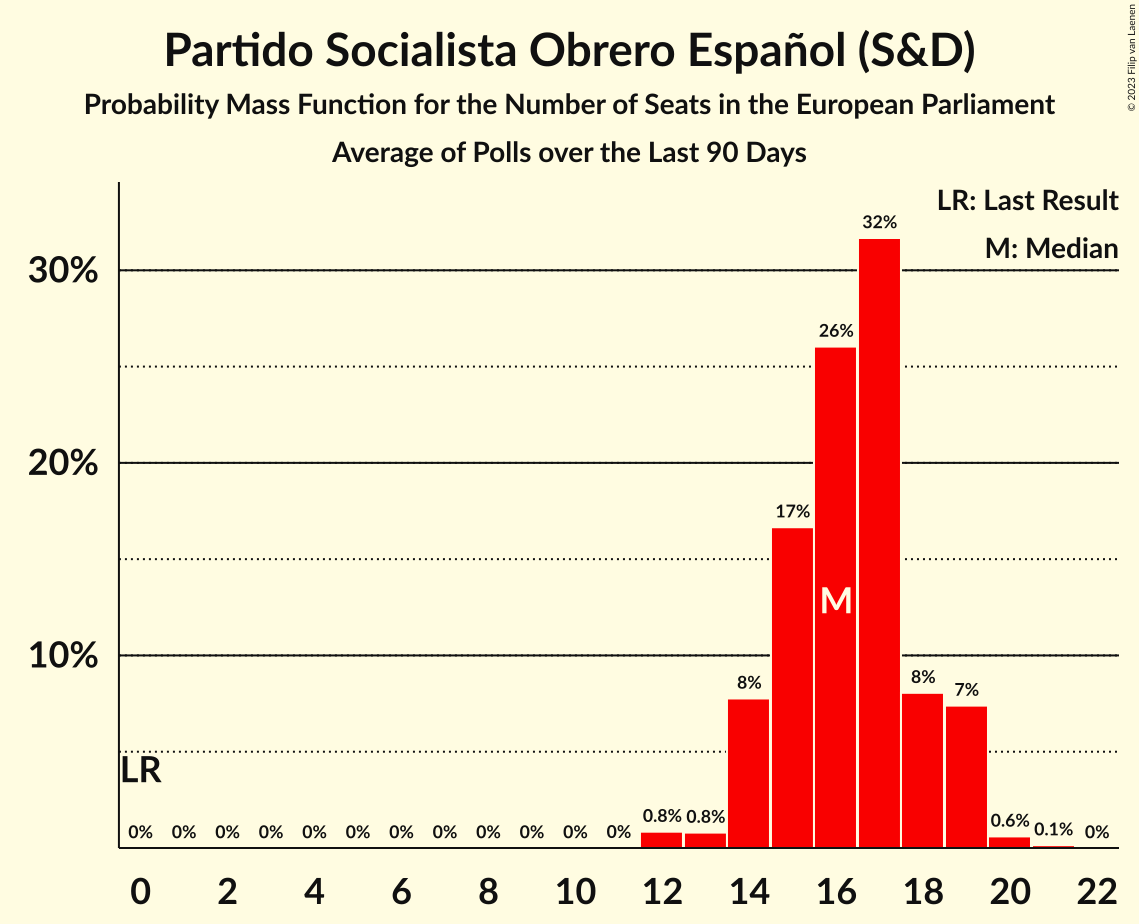 Partido Socialista Obrero Español (S&D)
Probability Mass Function for the Number of Seats in the European Parliament
Average of Polls over the Last 90 Days
© 2023 Filip van Laenen
LR: Last Result
M: Median
32%
30%
26%
20%
17%
M
10%
8%
8%
7%
LR
0% 0% 0% 0% 0% 0% 0% 0% 0% 0% 0% 0% 0.8% 0.8% 0.6% 0.1% 0%
0 2 4 6 8 10 12 14 16 18 20 22